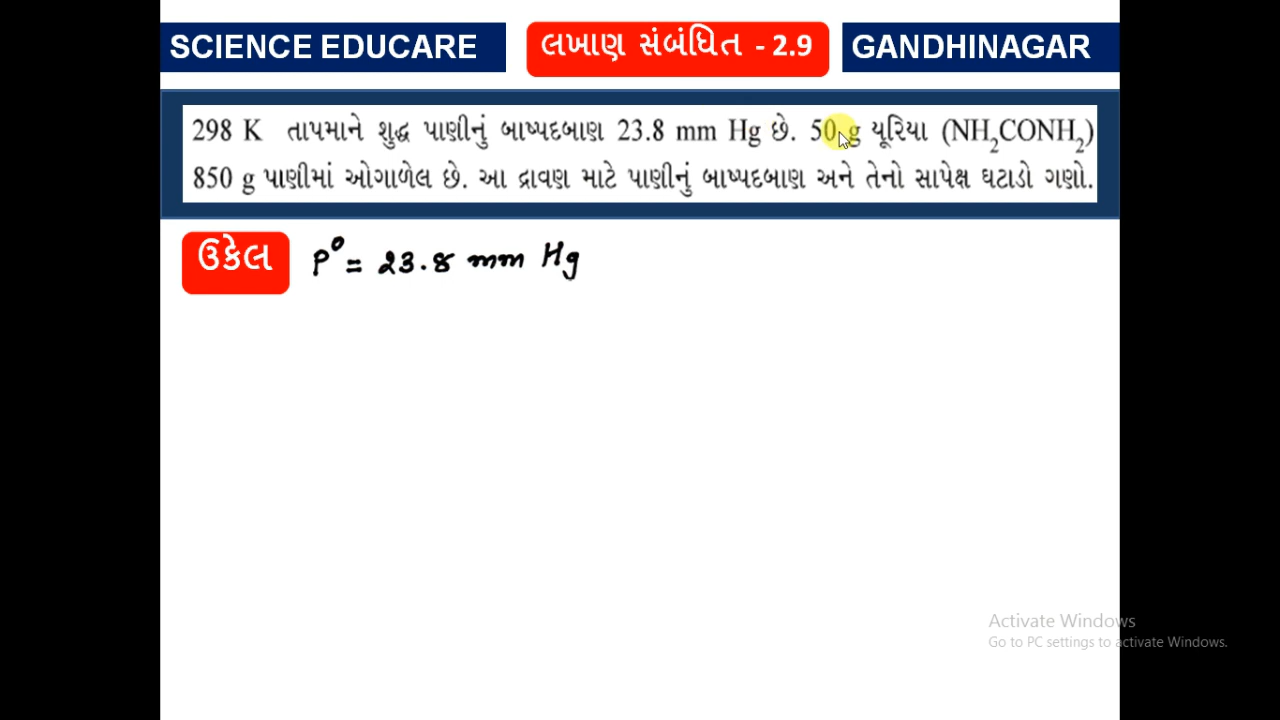 SCIENCE EDUCARE લખાણ સંબંધિત - 2.9 GANDHINAGAR
298 K તાપમાને શુદ્ધ પાણીનું બાષ્પદબાણ 23.8 mm Hg છે. 50 g યૂરિયા (NH₂CONH₂)
850 g પાણીમાં ઓગાળેલ છે. આ દ્રાવણ માટે પાણીનું બાષ્પદબાણ અને તેનો સાપેક્ષ ઘટાડો ગણો.
ઉકેલ P° = 23.8 mm Hg
Activate Windows
Go to PC settings to activate Windows.